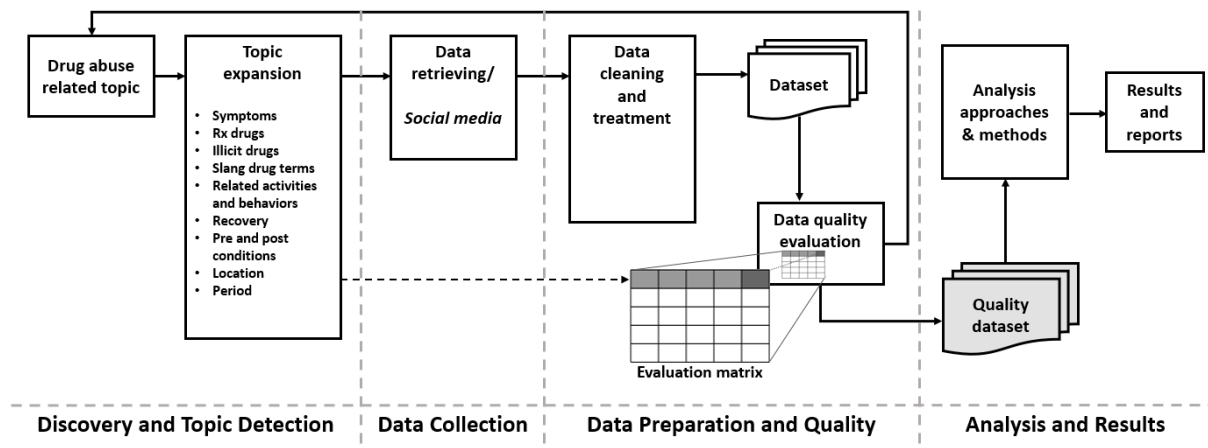 Drug abuse
related topic
Topic
expansion
• Symptoms
• Rx drugs
• Illicit drugs
• Slang drug terms
• Related activities
and behaviors
• Recovery
• Pre and post
conditions
• Location
• Period
Data
retrieving/
Social media
Data
cleaning
and
treatment
Dataset
Data quality
evaluation
Evaluation matrix
Analysis
approaches
& methods
Results
and
reports
Quality
dataset
Discovery and Topic Detection
Data Collection
Data Preparation and Quality
Analysis and Results